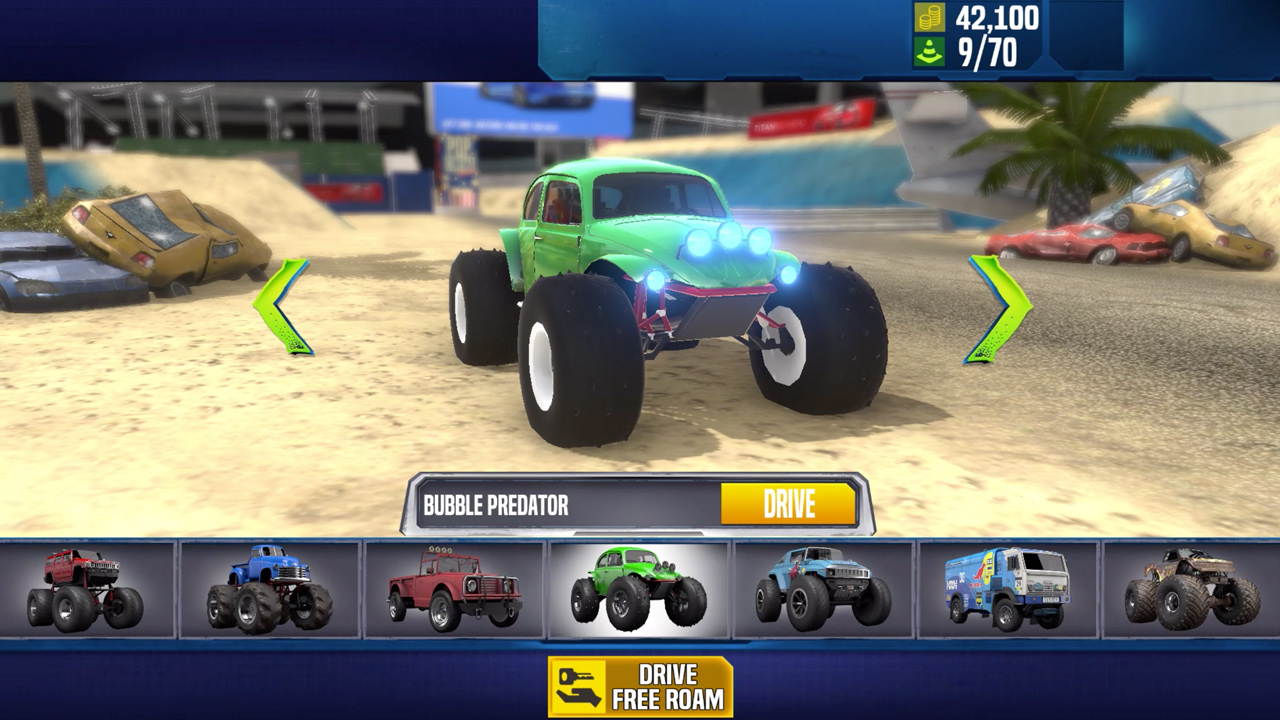 42,100
9/70
BUBBLE PREDATOR
DRIVE
DRIVE
FREE ROAM